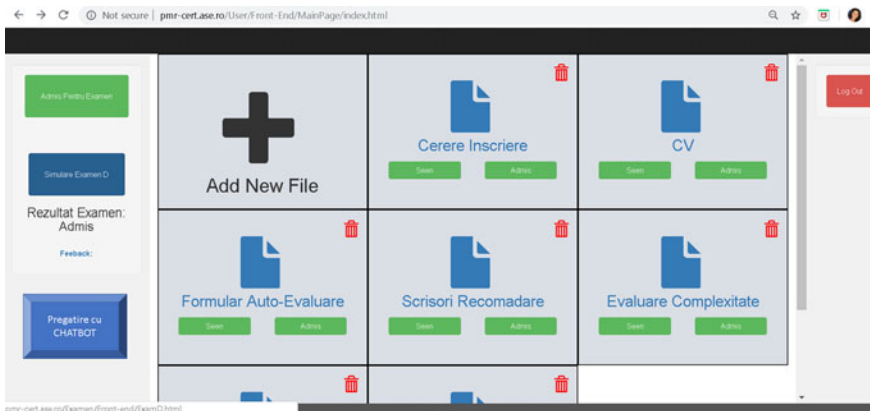 Not secure | pmr-cert.ase.ro/User/Front-End/MainPage/index.html
Admis Pentru Examen
Simulare Examen D
Rezultat Examen:
Admis
Feeback:
Pregatire cu
CHATBOT
Add New File
Cerere Inscriere
Seen Admis
CV
Seen Admis
Formular Auto-Evaluare
Seen Admis
Scrisori Recomadare
Seen Admis
Evaluare Complexitate
Seen Admis
Log Out
pmr-cert.ase.ro/Examen/Front-end/ExamD.html